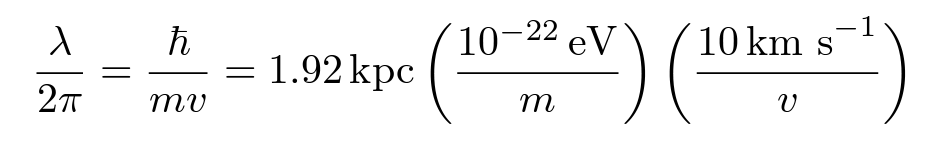 λ/2π = ħ/mv = 1.92 kpc (10⁻²² eV/m) (10 km s⁻¹/v)